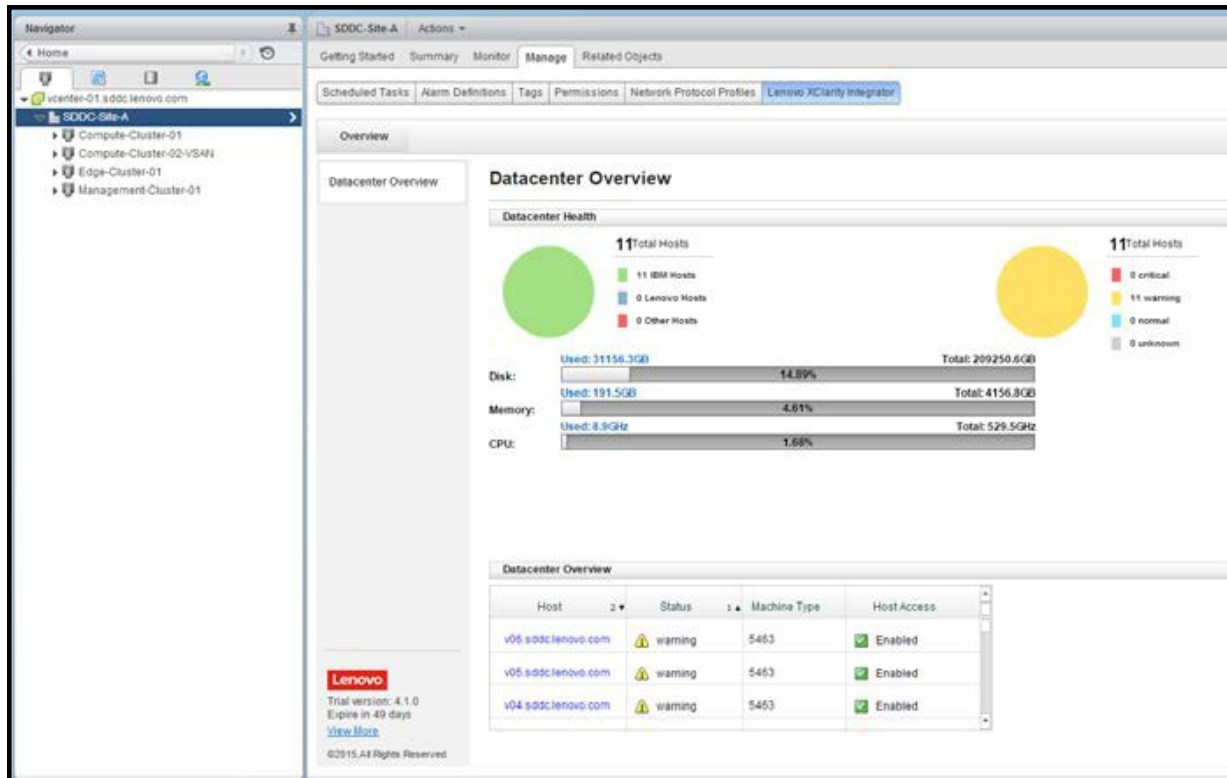 Navigator
Home
vcenter-01.sddc.lenovo.com
SDDC-Site-A
Compute-Cluster-01
Compute-Cluster-02-VSAN
Edge-Cluster-01
Management-Cluster-01
SDDC-Site-A Actions
Getting Started Summary Monitor Manage Related Objects
Scheduled Tasks Alarm Definitions Tags Permissions Network Protocol Profiles Lenovo XClarity Integrator
Overview
Datacenter Overview
Datacenter Overview
Datacenter Health
11 Total Hosts
11 IBM Hosts
0 Lenovo Hosts
0 Other Hosts
11 Total Hosts
0 critical
11 warning
0 normal
0 unknown
Used: 31156.3GB Total: 209250.6GB
Disk: 14.89%
Used: 191.5GB Total: 4156.8GB
Memory: 4.61%
Used: 8.9GHz Total: 529.5GHz
CPU: 1.68%
Datacenter Overview
Host 2 Status 1 Machine Type Host Access
v06.sddc.lenovo.com warning 5463 Enabled
v05.sddc.lenovo.com warning 5463 Enabled
v04.sddc.lenovo.com warning 5463 Enabled
Lenovo
Trial version: 4.1.0
Expire in 49 days
View More
©2015.All Rights Reserved